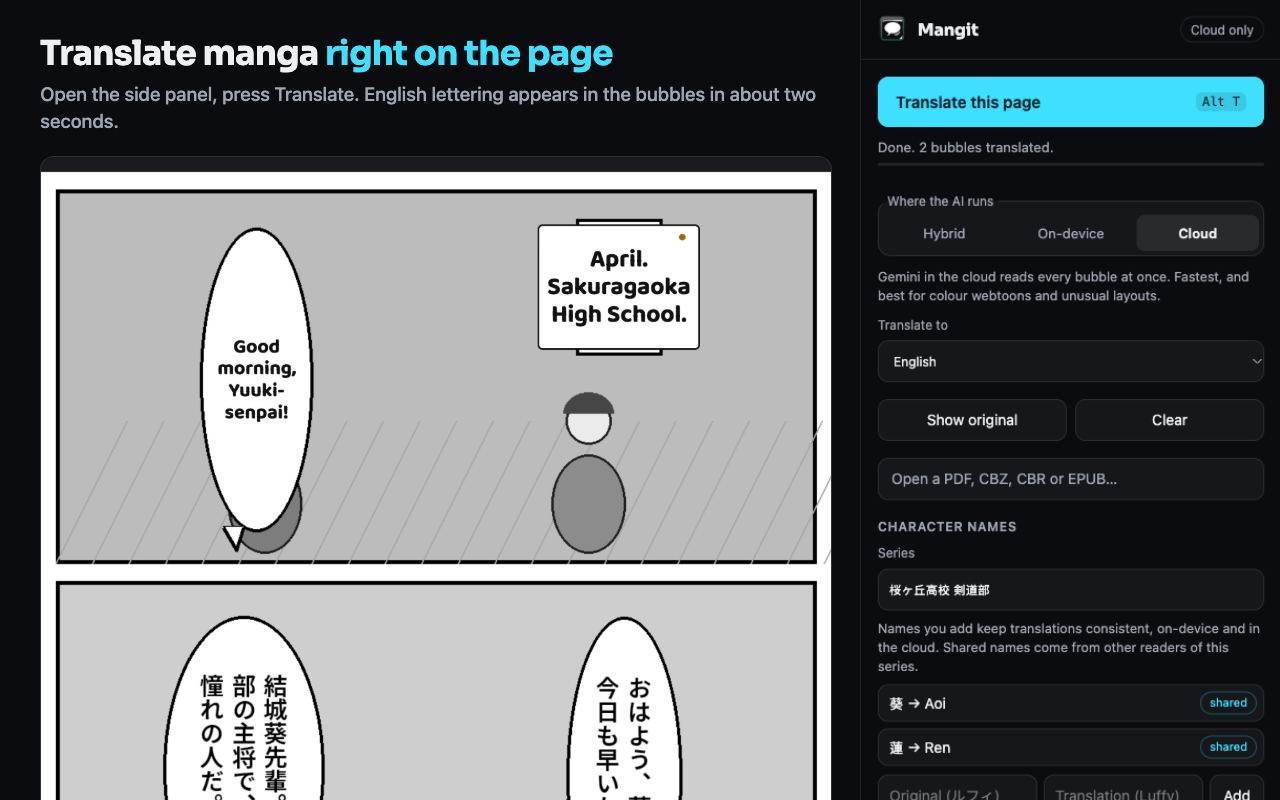 Translate manga right on the page
Open the side panel, press Translate. English lettering appears in the bubbles in about two
seconds.
Good
morning,
Yuuki-
senpai!
April.
Sakuragaoka
High School.
結城葵先輩。
部の主将で、
憧れの人だ。
おはよう、
今日も早い
Mangit
Cloud only
Translate this page
Alt T
Done. 2 bubbles translated.
Where the AI runs
Hybrid
On-device
Cloud
Gemini in the cloud reads every bubble at once. Fastest, and
best for colour webtoons and unusual layouts.
Translate to
English
Show original
Clear
Open a PDF, CBZ, CBR or EPUB...
CHARACTER NAMES
Series
桜ヶ丘高校 剣道部
Names you add keep translations consistent, on-device and in
the cloud. Shared names come from other readers of this
series.
葵 → Aoi
shared
蓮 → Ren
shared
Original (ルフィ)
Translation (Luffy)
Add